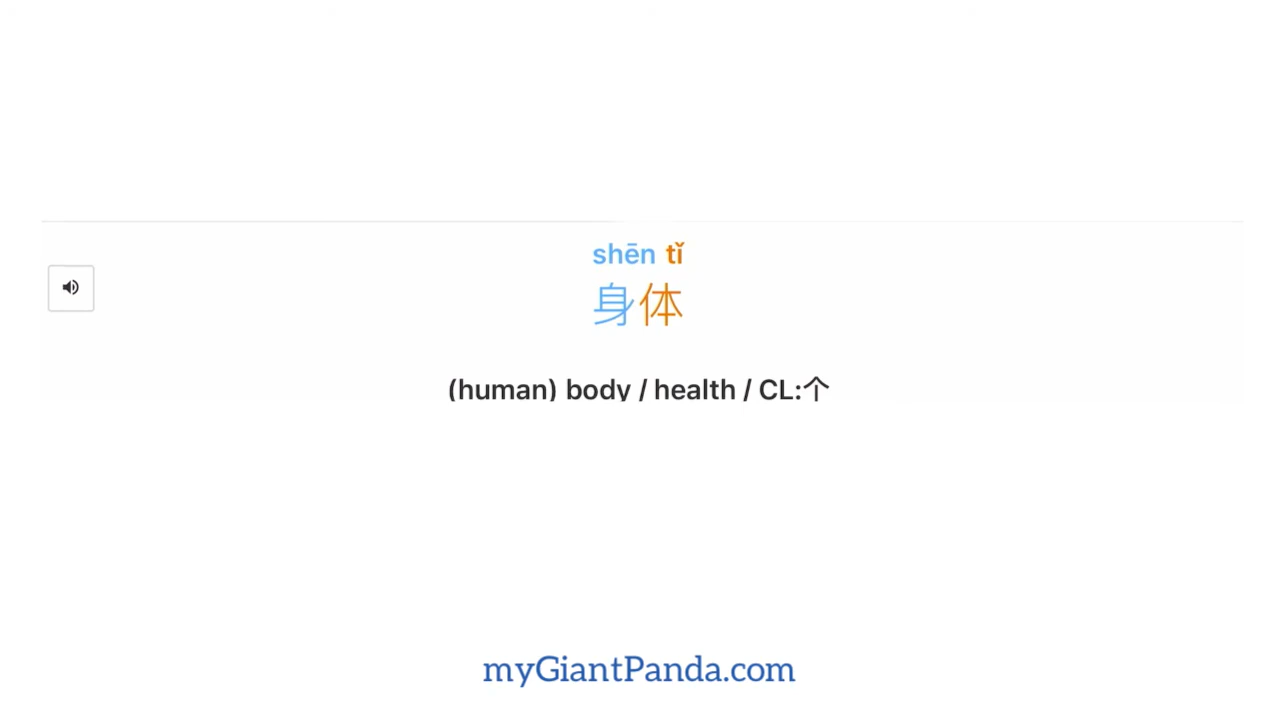 shēn tǐ
身体
(human) body / health / CL:个
myGiantPanda.com